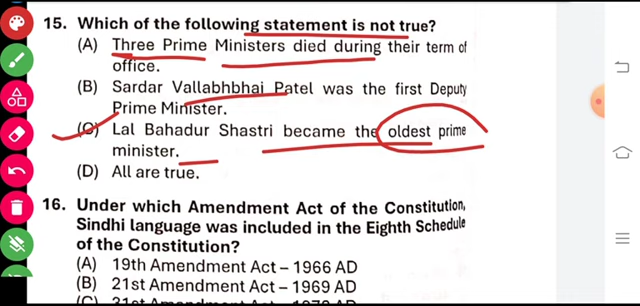 15. Which of the following statement is not true?
(A) Three Prime Ministers died during their term of
office.
(B) Sardar Vallabhbhai Patel was the first Deputy
Prime Minister.
(C) Lal Bahadur Shastri became the oldest prime
minister.
(D) All are true.
16. Under which Amendment Act of the Constitution,
Sindhi language was included in the Eighth Schedule
of the Constitution?
(A) 19th Amendment Act – 1966 AD
(B) 21st Amendment Act – 1969 AD
(C) 31st Amendment Act